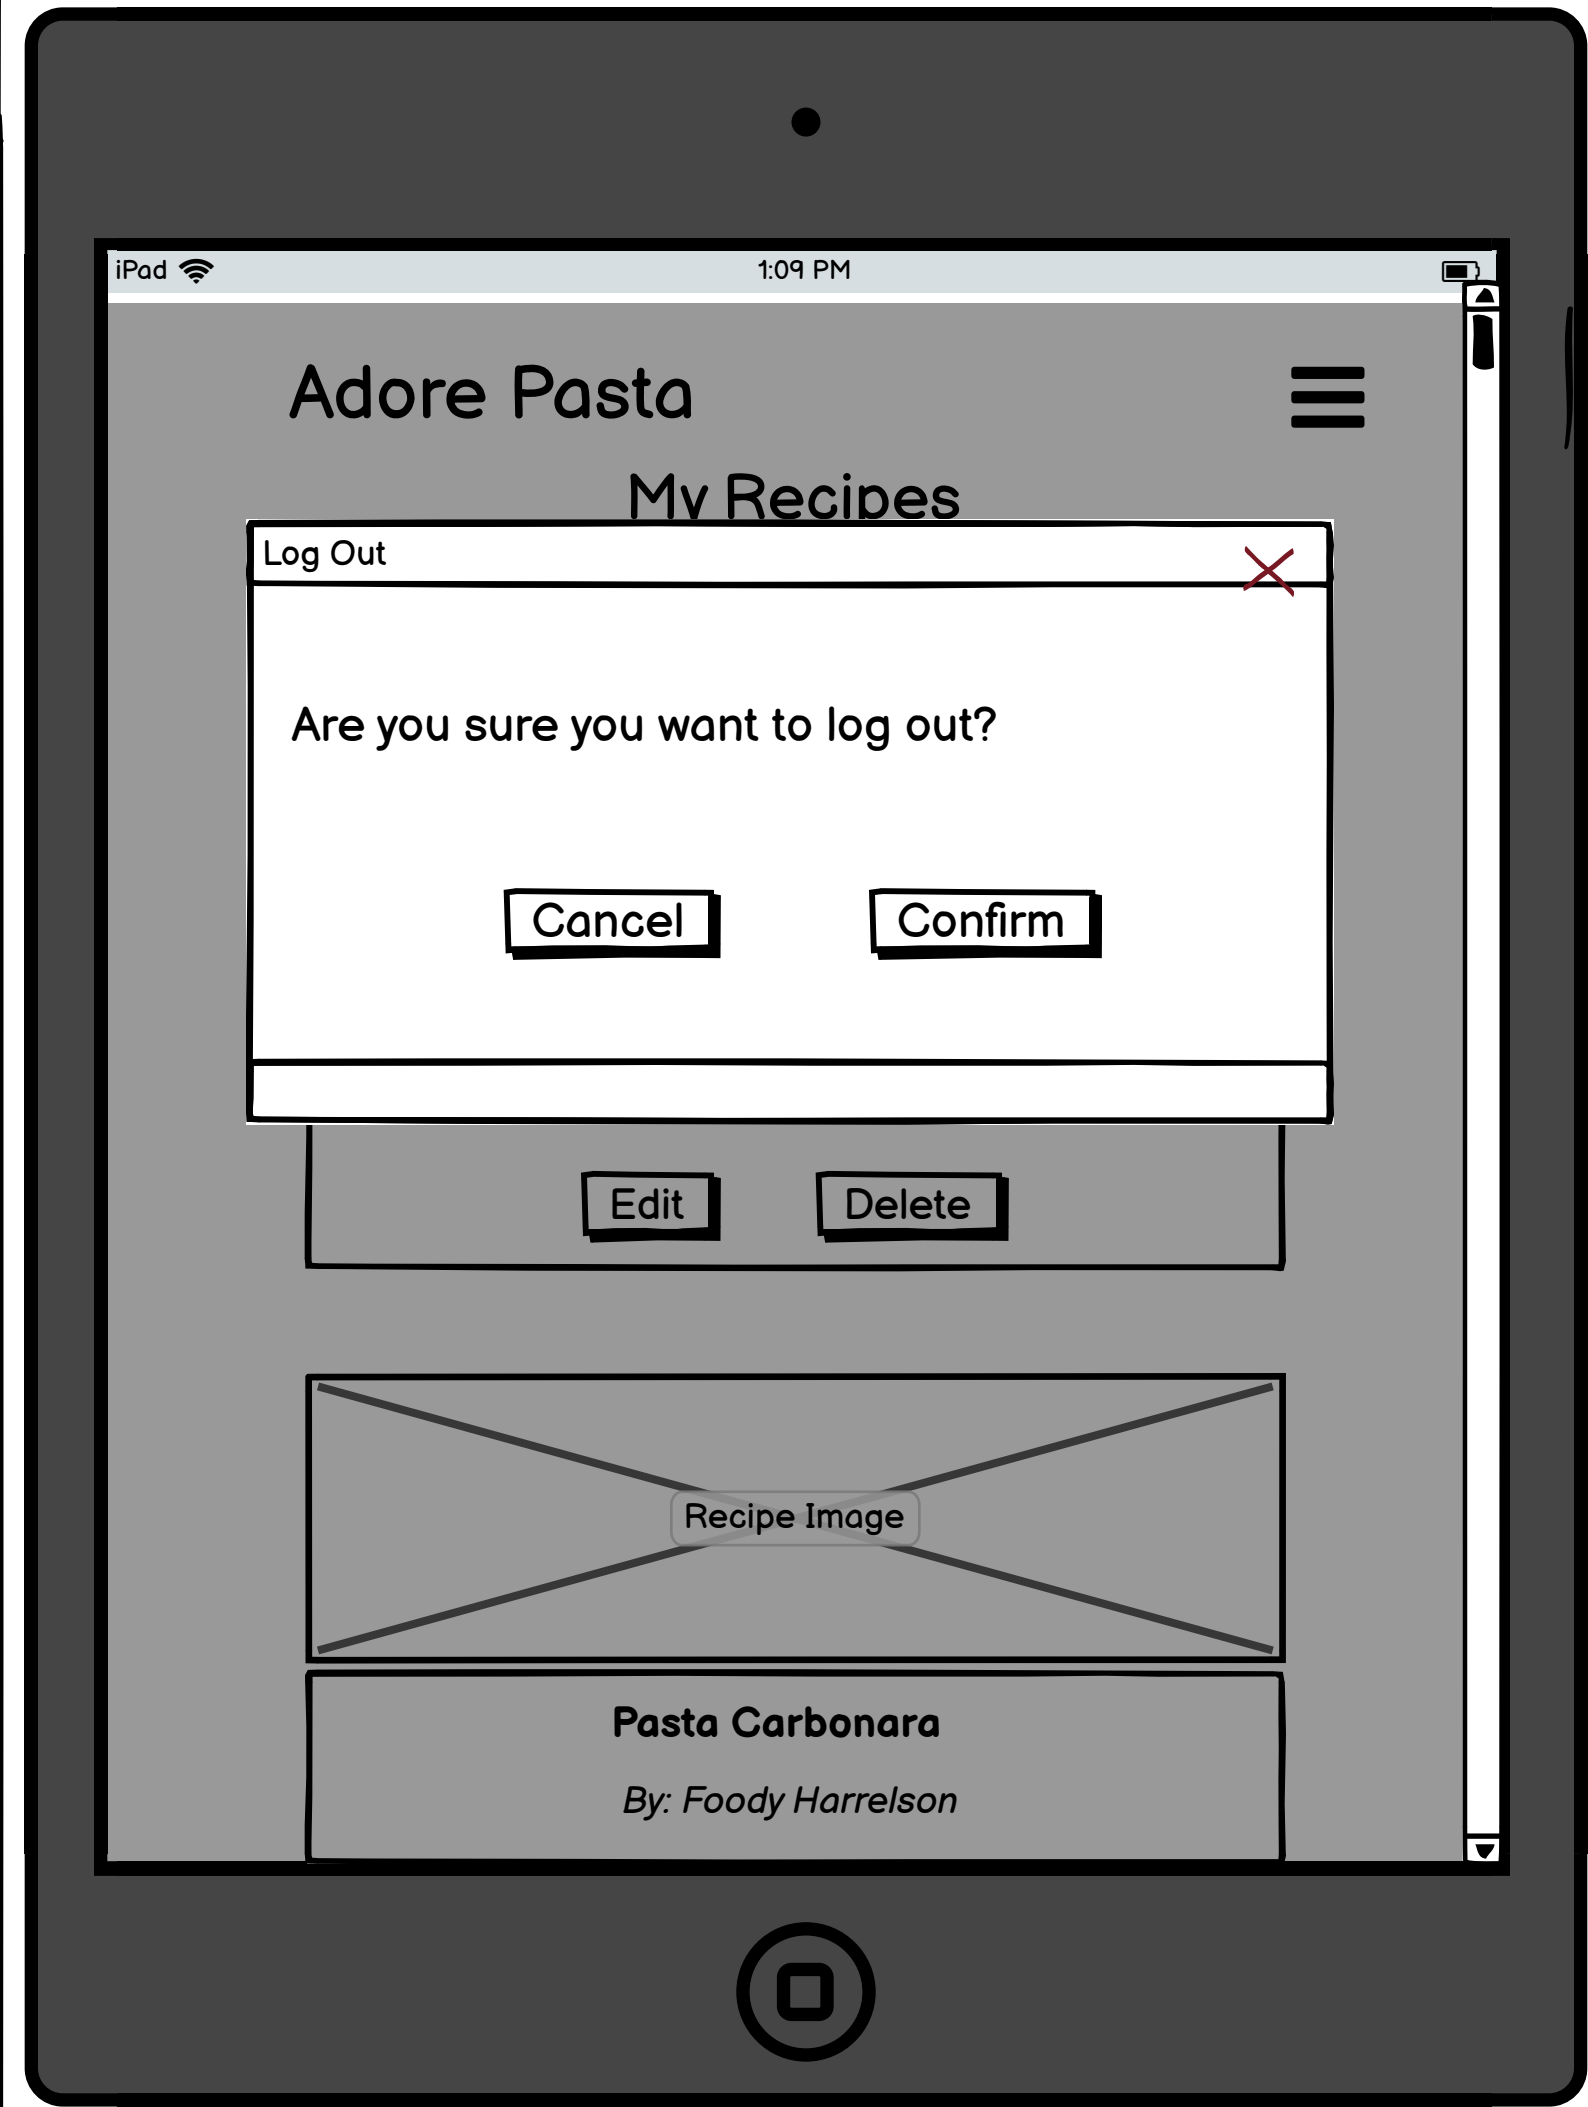 iPad 1:09 PM
Adore Pasta
My Recipes
Log Out
Are you sure you want to log out?
Cancel Confirm
Edit Delete
Recipe Image
Pasta Carbonara
By: Foody Harrelson